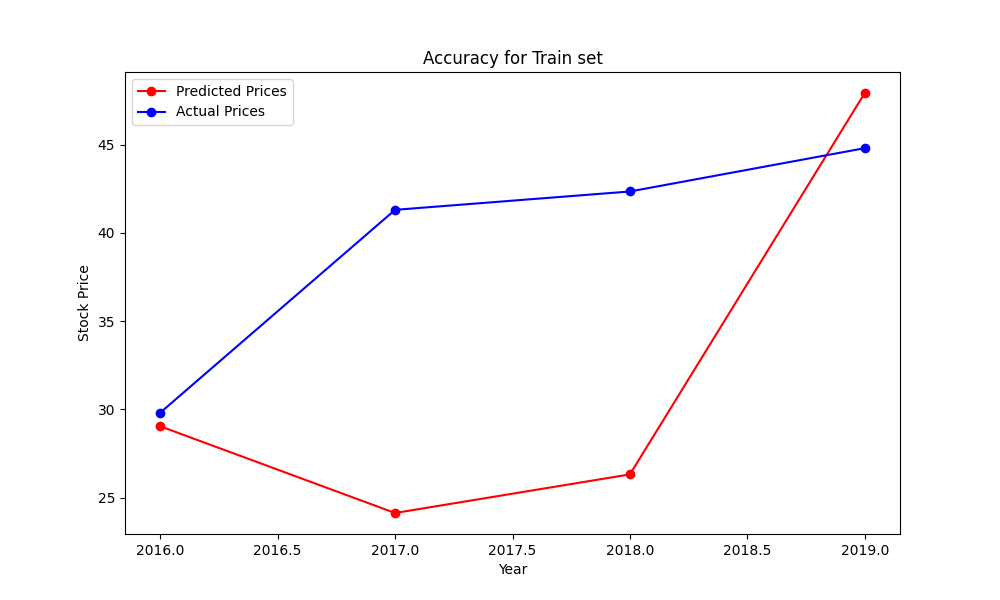 Accuracy for Train set
Predicted Prices
Actual Prices
45
40
35
30
25
Stock Price
2016.0 2016.5 2017.0 2017.5 2018.0 2018.5 2019.0
Year